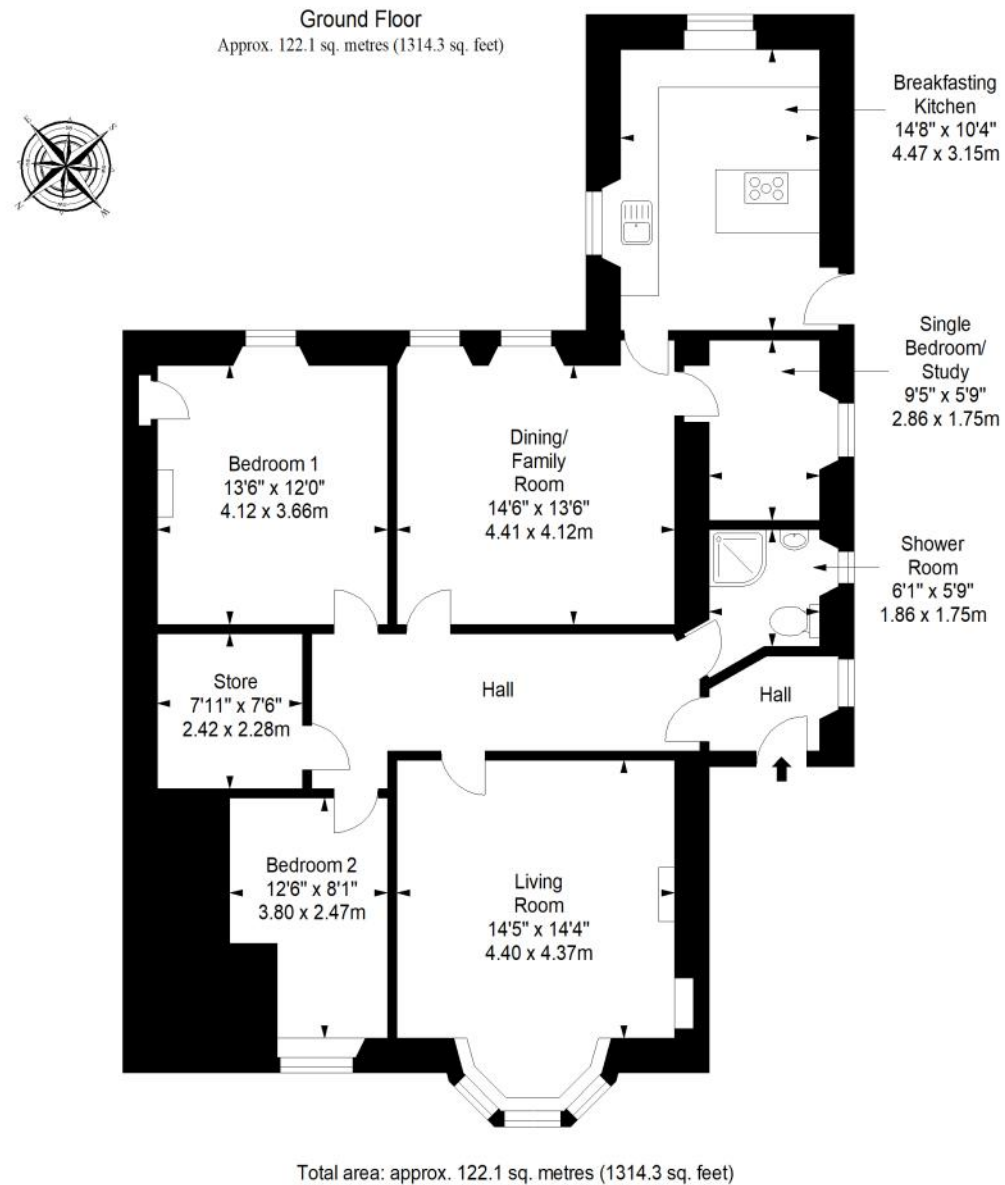 Ground Floor
Approx. 122.1 sq. metres (1314.3 sq. feet)
Breakfasting
Kitchen
14'8" x 10'4"
4.47 x 3.15m
Single
Bedroom/
Study
9'5" x 5'9"
2.86 x 1.75m
Bedroom 1
13'6" x 12'0"
4.12 x 3.66m
Dining/
Family
Room
14'6" x 13'6"
4.41 x 4.12m
Shower
Room
6'1" x 5'9"
1.86 x 1.75m
Store
7'11" x 7'6"
2.42 x 2.28m
Hall
Hall
Bedroom 2
12'6" x 8'1"
3.80 x 2.47m
Living
Room
14'5" x 14'4"
4.40 x 4.37m
Total area: approx. 122.1 sq. metres (1314.3 sq. feet)